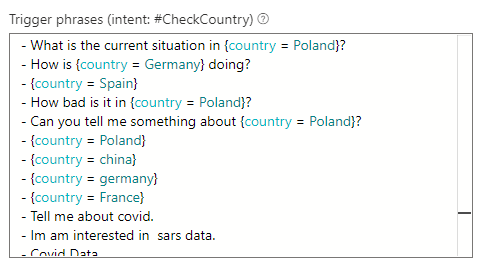 Trigger phrases (intent: #CheckCountry) ?
- What is the current situation in {country = Poland}?
- How is {country = Germany} doing?
- {country = Spain}
- How bad is it in {country = Poland}?
- Can you tell me something about {country = Poland}?
- {country = Poland}
- {country = china}
- {country = germany}
- {country = France}
- Tell me about covid.
- Im am interested in  sars data.
- Covid Data